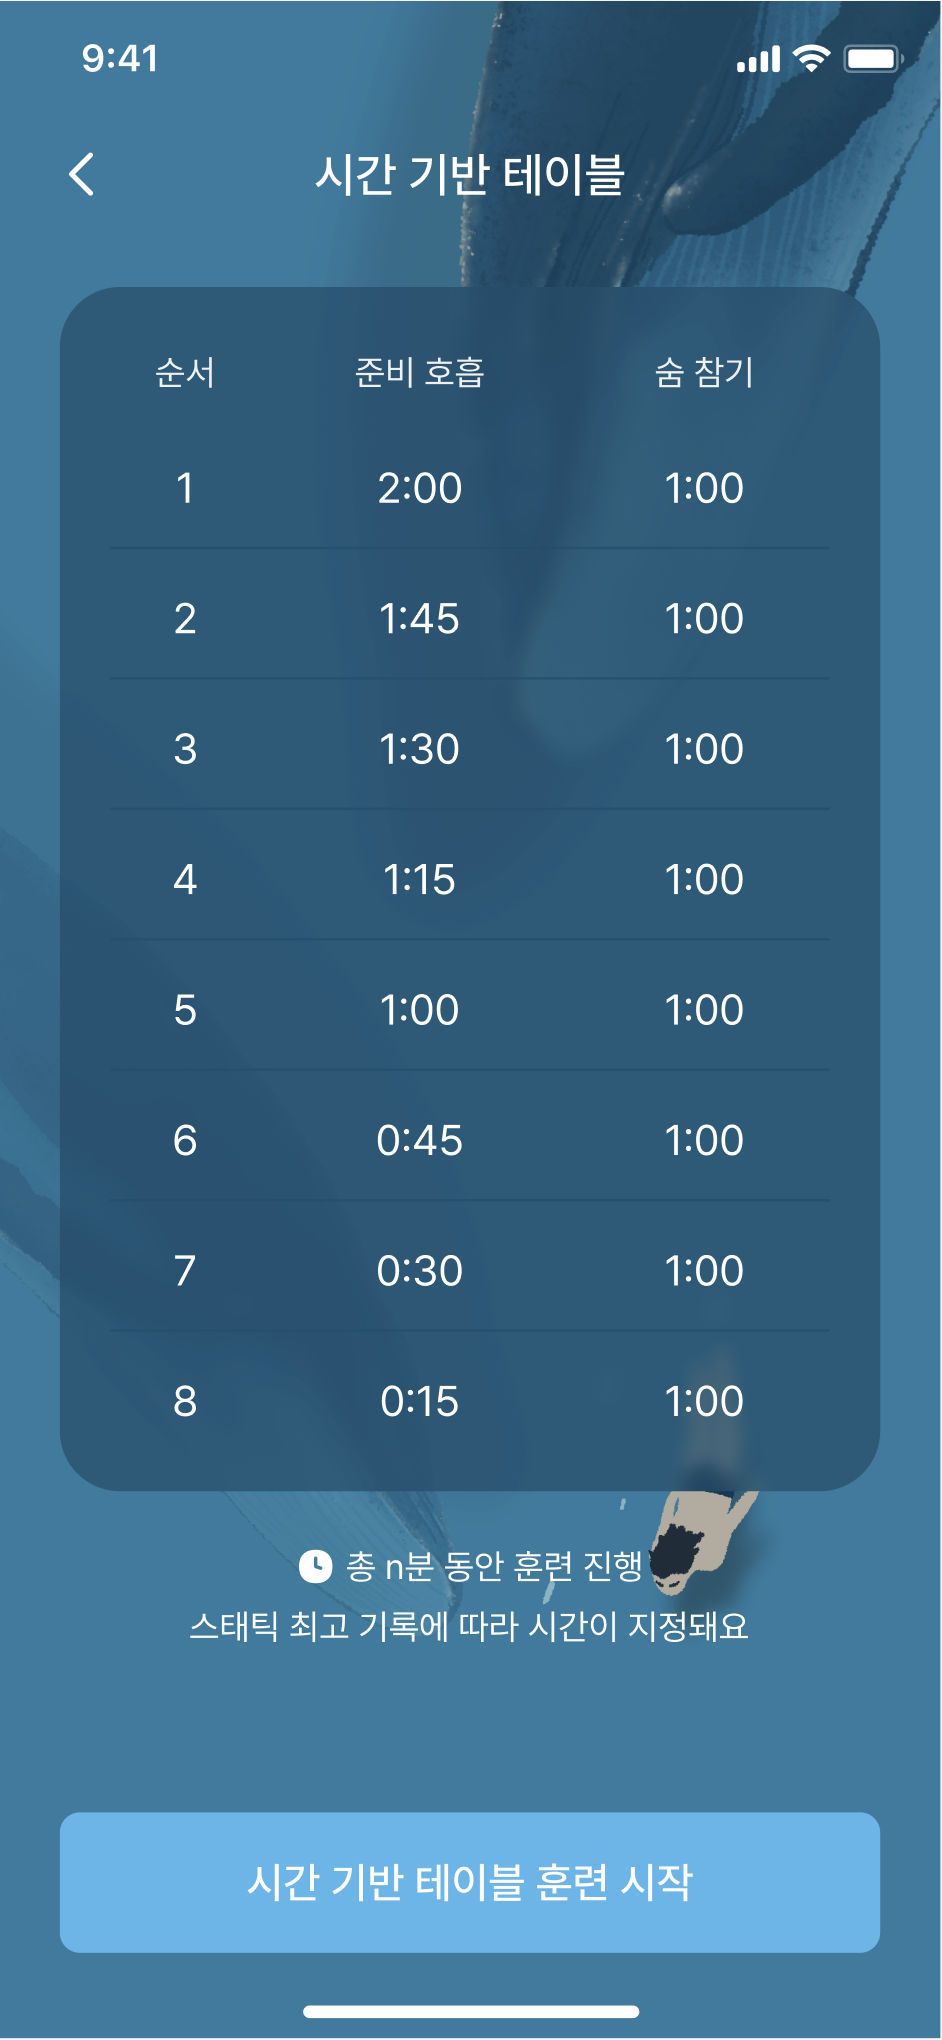 9:41
시간 기반 테이블
순서 준비 호흡 숨 참기
1 2:00 1:00
2 1:45 1:00
3 1:30 1:00
4 1:15 1:00
5 1:00 1:00
6 0:45 1:00
7 0:30 1:00
8 0:15 1:00
총 n분 동안 훈련 진행
스태틱 최고 기록에 따라 시간이 지정돼요
시간 기반 테이블 훈련 시작